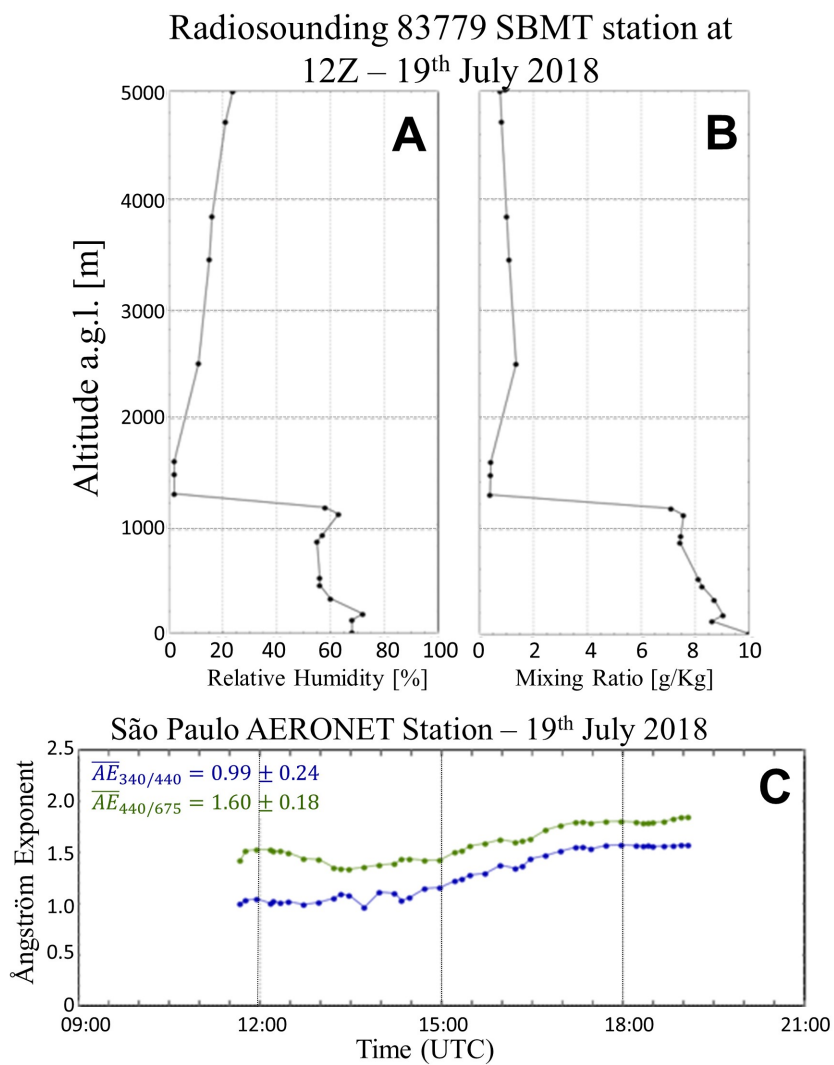 Radiosounding 83779 SBMT station at
12Z – 19th July 2018
A
B
5000
4000
3000
2000
1000
0
Altitude a.g.l. [m]
0 20 40 60 80 100
0 2 4 6 8 10
Relative Humidity [%]
Mixing Ratio [g/Kg]
São Paulo AERONET Station – 19th July 2018
AE340/440 = 0.99 ± 0.24
AE440/675 = 1.60 ± 0.18
C
2.5
2.0
1.5
1.0
0.5
0
Ångström Exponent
09:00 12:00 15:00 18:00 21:00
Time (UTC)